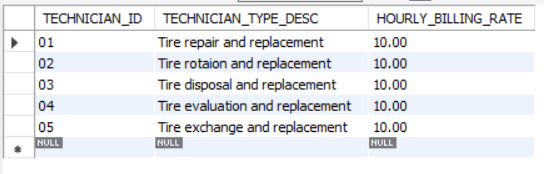 TECHNICIAN_ID TECHNICIAN_TYPE_DESC HOURLY_BILLING_RATE
01 Tire repair and replacement 10.00
02 Tire rotaion and replacement 10.00
03 Tire disposal and replacement 10.00
04 Tire evaluation and replacement 10.00
05 Tire exchange and replacement 10.00
NULL NULL NULL